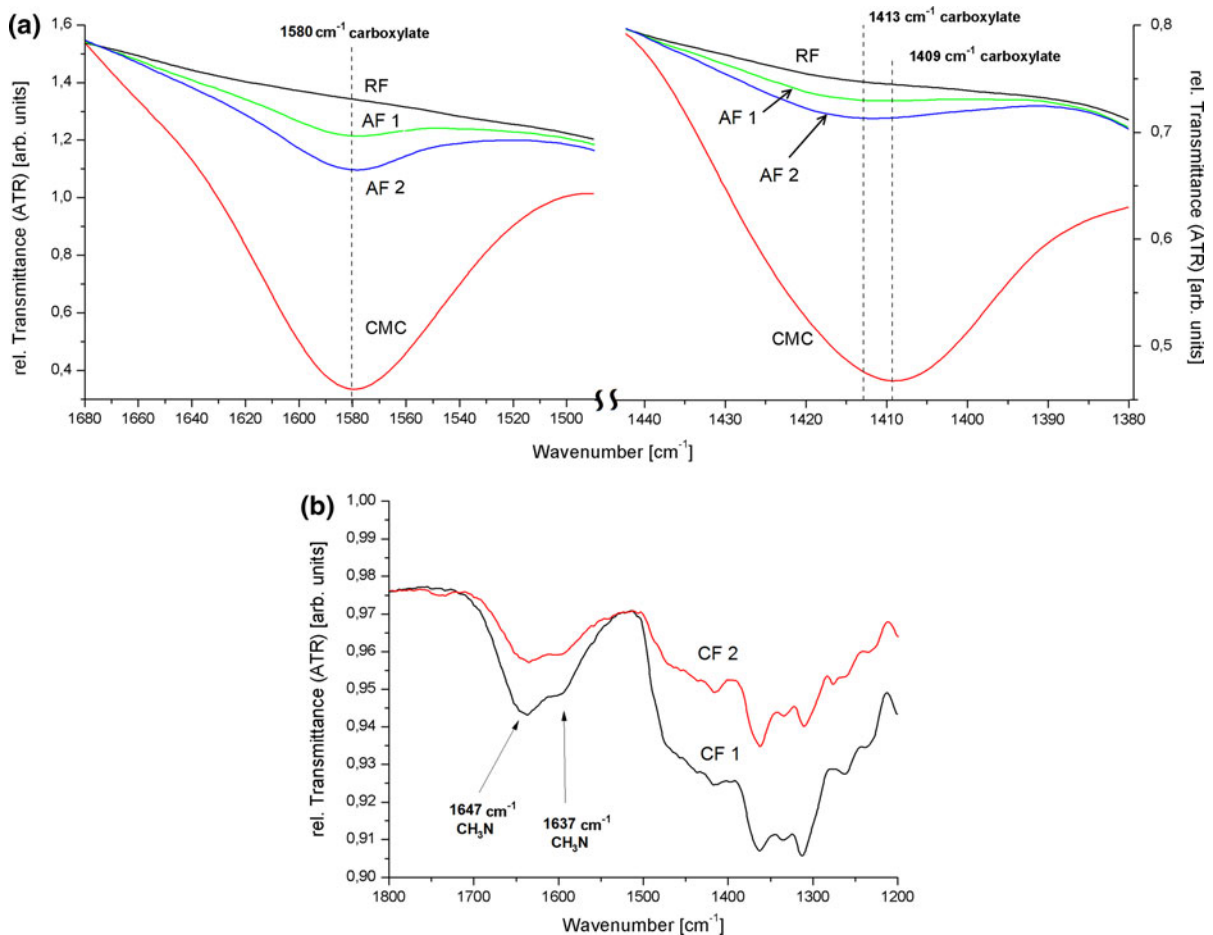 (a)
1580 cm-1 carboxylate
1413 cm-1 carboxylate
1409 cm-1 carboxylate
rel. Transmittance (ATR) [arb. units]
1,6
1,4
1,2
1,0
0,8
0,6
0,4
RF
AF 1
AF 2
CMC
1680 1660 1640 1620 1600 1580 1560 1540 1520 1500
RF
AF 1
AF 2
CMC
1440 1430 1420 1410 1400 1390 1380
0,8
0,7
0,6
0,5
rel. Transmittance (ATR) [arb. units]
Wavenumber [cm-1]
(b)
rel. Transmittance (ATR) [arb. units]
1,00
0,99
0,98
0,97
0,96
0,95
0,94
0,93
0,92
0,91
0,90
CF 2
CF 1
1647 cm-1
CH3N
1637 cm-1
CH3N
1800 1700 1600 1500 1400 1300 1200
Wavenumber [cm-1]